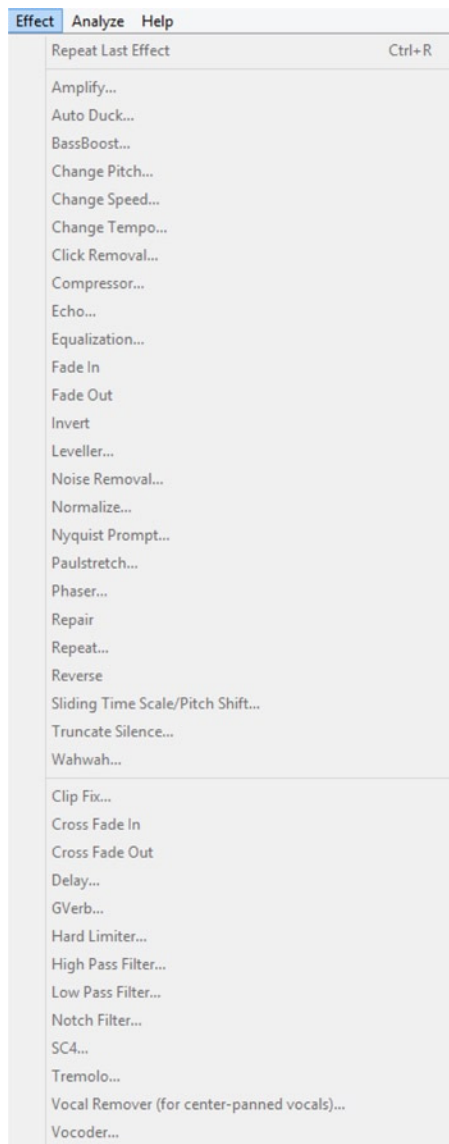 Effect Analyze Help
Repeat Last Effect Ctrl+R
Amplify...
Auto Duck...
BassBoost...
Change Pitch...
Change Speed...
Change Tempo...
Click Removal...
Compressor...
Echo...
Equalization...
Fade In
Fade Out
Invert
Leveller...
Noise Removal...
Normalize...
Nyquist Prompt...
Paulstretch...
Phaser...
Repair
Repeat...
Reverse
Sliding Time Scale/Pitch Shift...
Truncate Silence...
Wahwah...
Clip Fix...
Cross Fade In
Cross Fade Out
Delay...
GVerb...
Hard Limiter...
High Pass Filter...
Low Pass Filter...
Notch Filter...
SC4...
Tremolo...
Vocal Remover (for center-panned vocals)...
Vocoder...